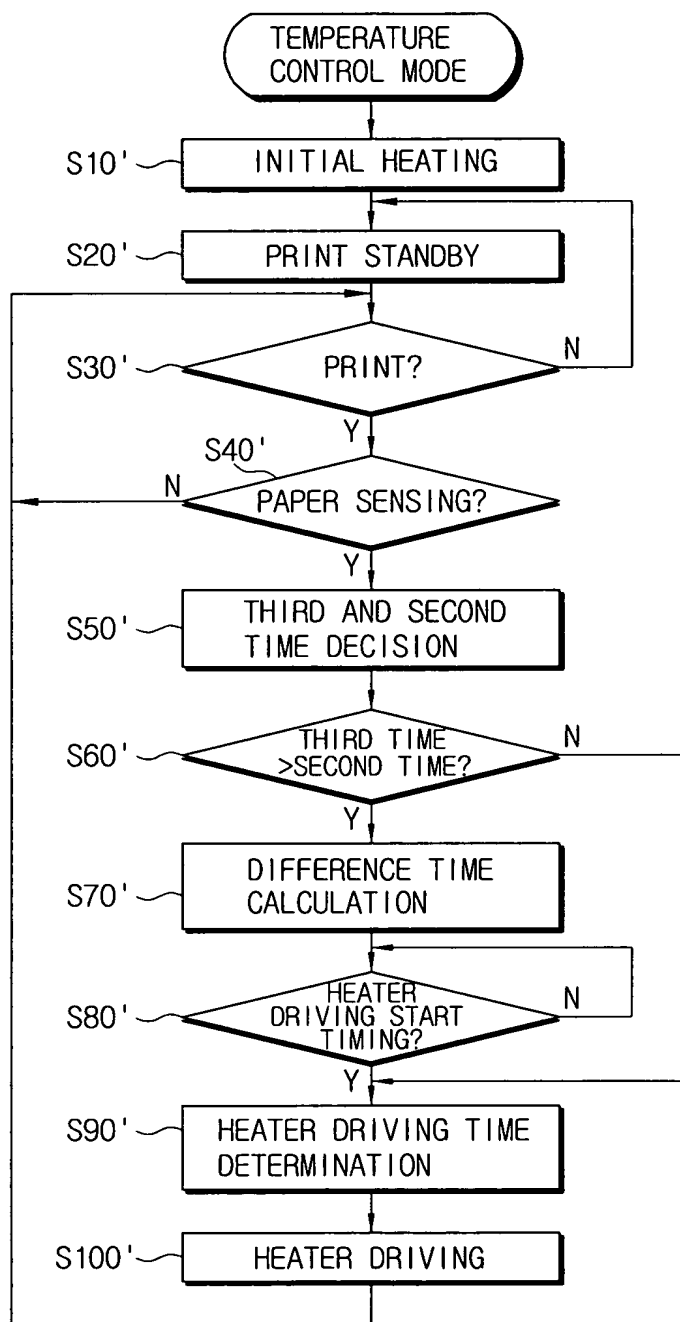 TEMPERATURE
CONTROL MODE
S10'
INITIAL HEATING
S20'
PRINT STANDBY
S30'
PRINT?
N
Y
S40'
N
PAPER SENSING?
Y
S50'
THIRD AND SECOND
TIME DECISION
S60'
THIRD TIME
>SECOND TIME?
N
Y
S70'
DIFFERENCE TIME
CALCULATION
S80'
HEATER
DRIVING START
TIMING?
N
Y
S90'
HEATER DRIVING TIME
DETERMINATION
S100'
HEATER DRIVING